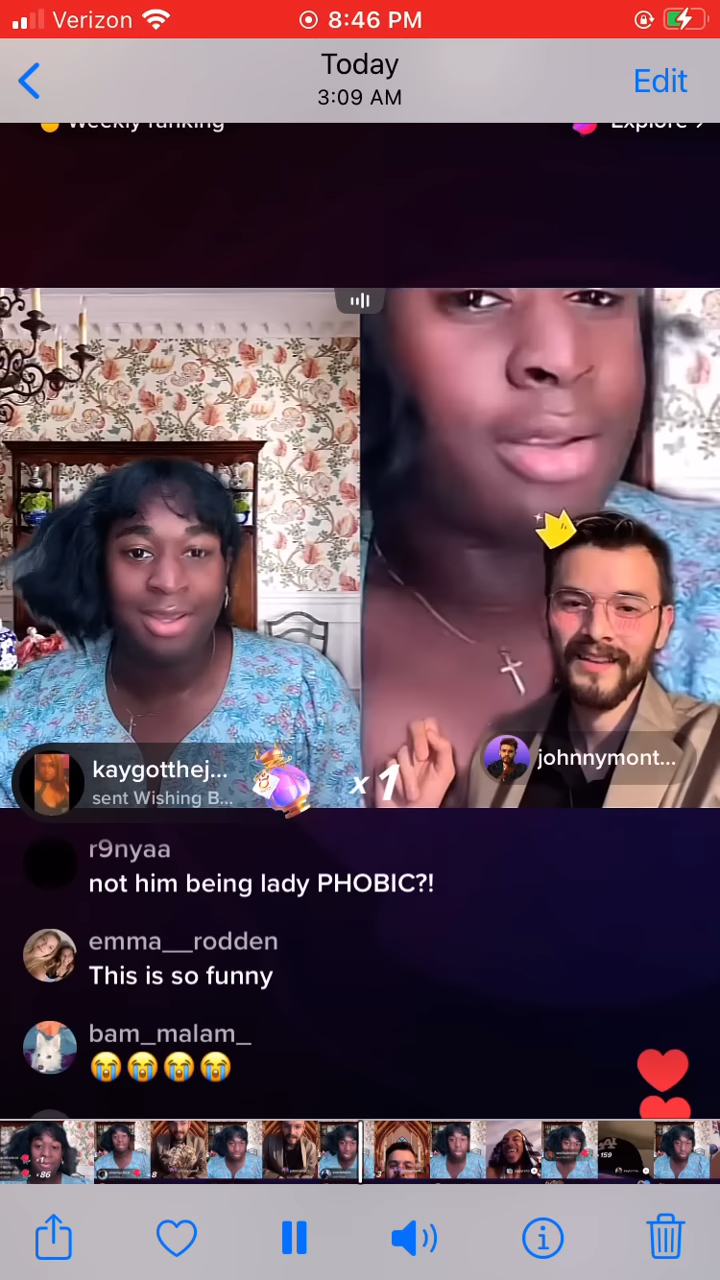 Verizon 8:46 PM
Today
3:09 AM
Edit
Weekly ranking
Explore >
kaygotthej...
sent Wishing B...
x 1
johnnymont...
r9nyaa
not him being lady PHOBIC?!
emma__rodden
This is so funny
bam_malam_
😭😭😭😭